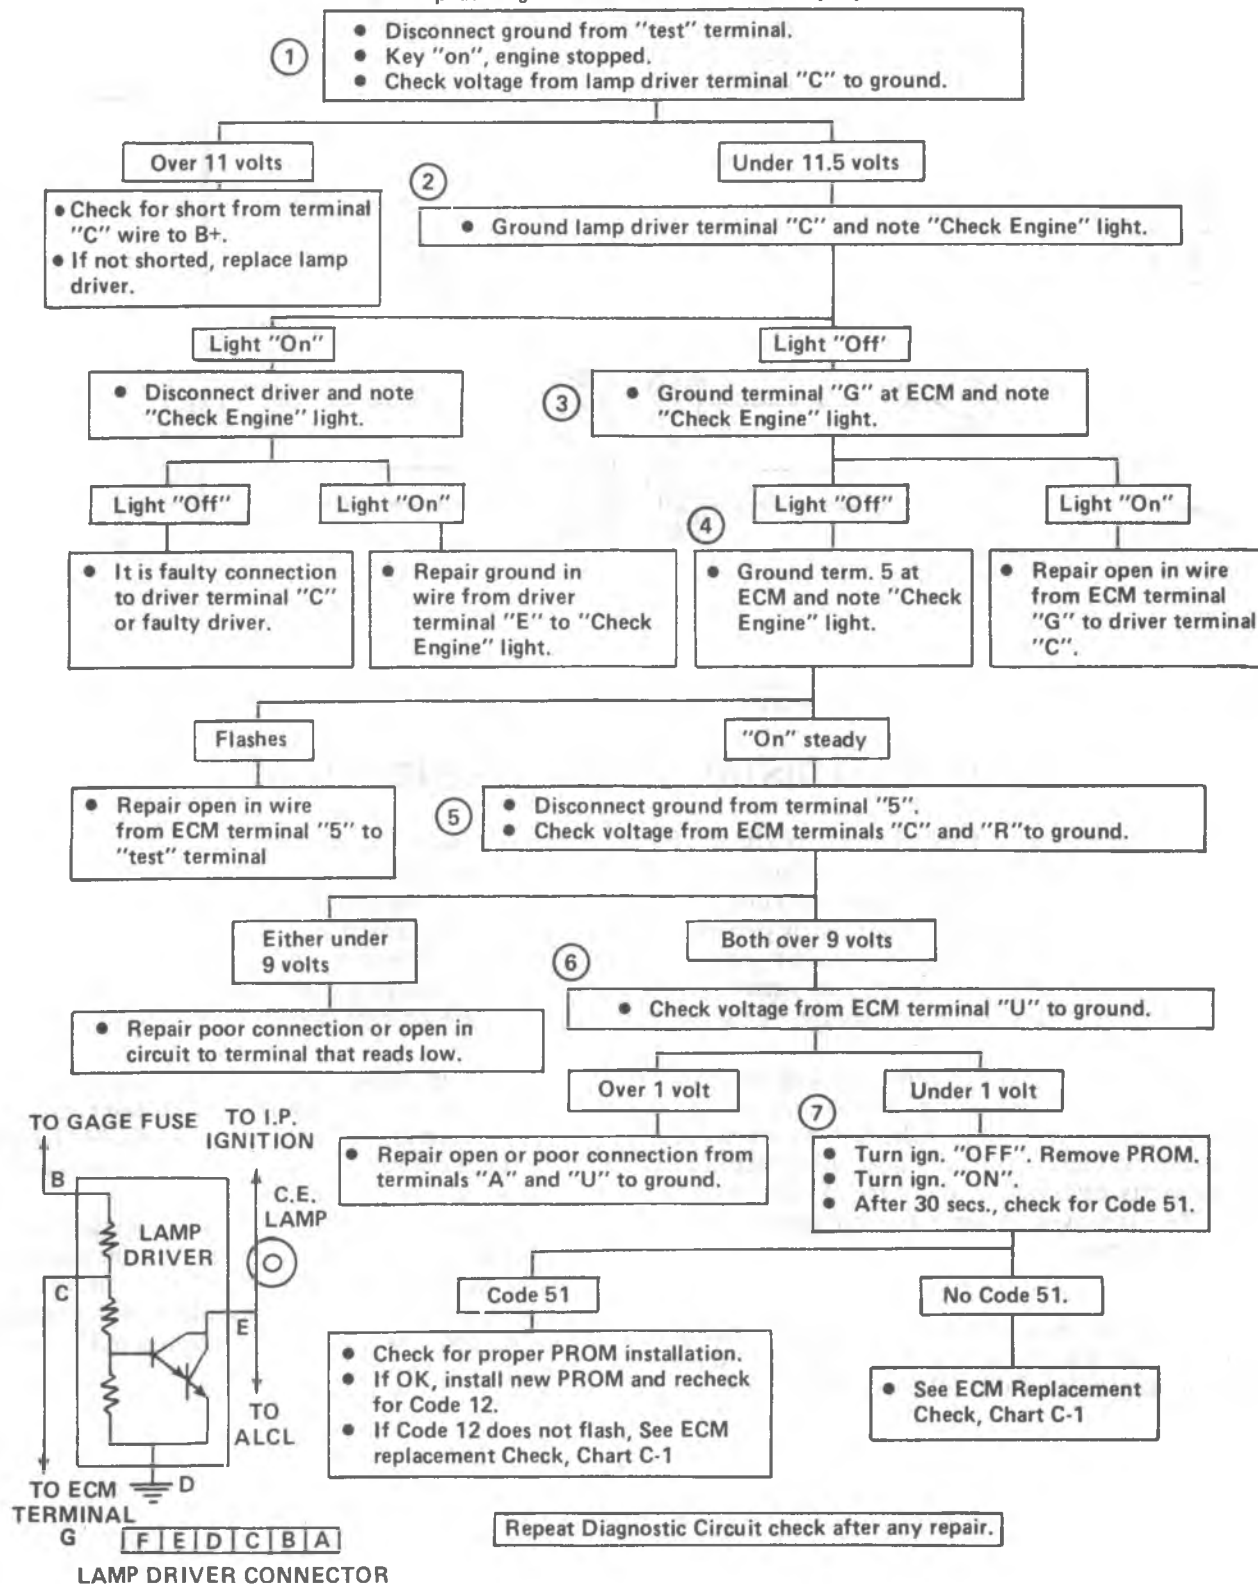 ① • Disconnect ground from "test" terminal.
• Key "on", engine stopped.
• Check voltage from lamp driver terminal "C" to ground.
Over 11 volts
Under 11.5 volts
• Check for short from terminal
"C" wire to B+.
• If not shorted, replace lamp
driver.
② • Ground lamp driver terminal "C" and note "Check Engine" light.
Light "On"
Light "Off'
• Disconnect driver and note
"Check Engine" light.
③ • Ground terminal "G" at ECM and note
"Check Engine" light.
Light "Off"
Light "On"
Light "Off"
Light "On"
• It is faulty connection
to driver terminal "C"
or faulty driver.
• Repair ground in
wire from driver
terminal "E" to "Check
Engine" light.
④ • Ground term. 5 at
ECM and note "Check
Engine" light.
• Repair open in wire
from ECM terminal
"G" to driver terminal
"C".
Flashes
"On" steady
• Repair open in wire
from ECM terminal "5" to
"test" terminal
⑤ • Disconnect ground from terminal "5".
• Check voltage from ECM terminals "C" and "R"to ground.
Either under
9 volts
Both over 9 volts
• Repair poor connection or open in
circuit to terminal that reads low.
⑥ • Check voltage from ECM terminal "U" to ground.
Over 1 volt
Under 1 volt
• Repair open or poor connection from
terminals "A" and "U" to ground.
⑦ • Turn ign. "OFF". Remove PROM.
• Turn ign. "ON".
• After 30 secs., check for Code 51.
Code 51
No Code 51.
• Check for proper PROM installation.
• If OK, install new PROM and recheck
for Code 12.
• If Code 12 does not flash, See ECM
replacement Check, Chart C-1
• See ECM Replacement
Check, Chart C-1
TO GAGE FUSE
TO I.P.
IGNITION
B
C.E.
LAMP
LAMP
DRIVER
C
E
TO
ALCL
D
TO ECM
TERMINAL
G
F E D C B A
LAMP DRIVER CONNECTOR
Repeat Diagnostic Circuit check after any repair.